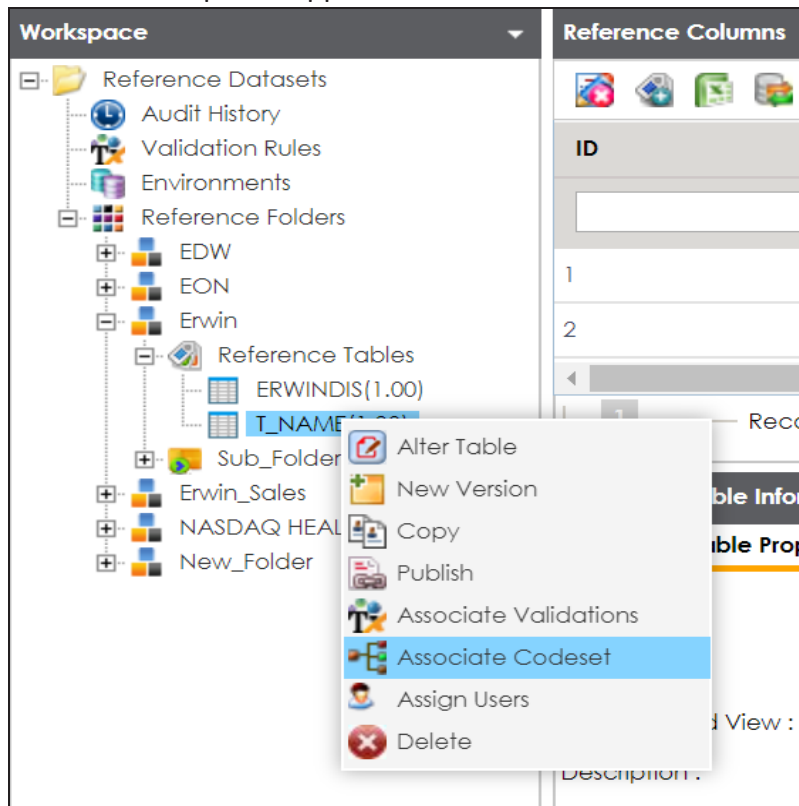 Workspace
Reference Datasets
Audit History
Validation Rules
Environments
Reference Folders
EDW
EON
Erwin
Reference Tables
ERWINDIS(1.00)
Sub_Folder
Erwin_Sales
NASDAQ HEAL
New_Folder
Alter Table
New Version
Copy
Publish
Associate Validations
Associate Codeset
Assign Users
Delete
Reference Columns
ID
1
2
1
View :